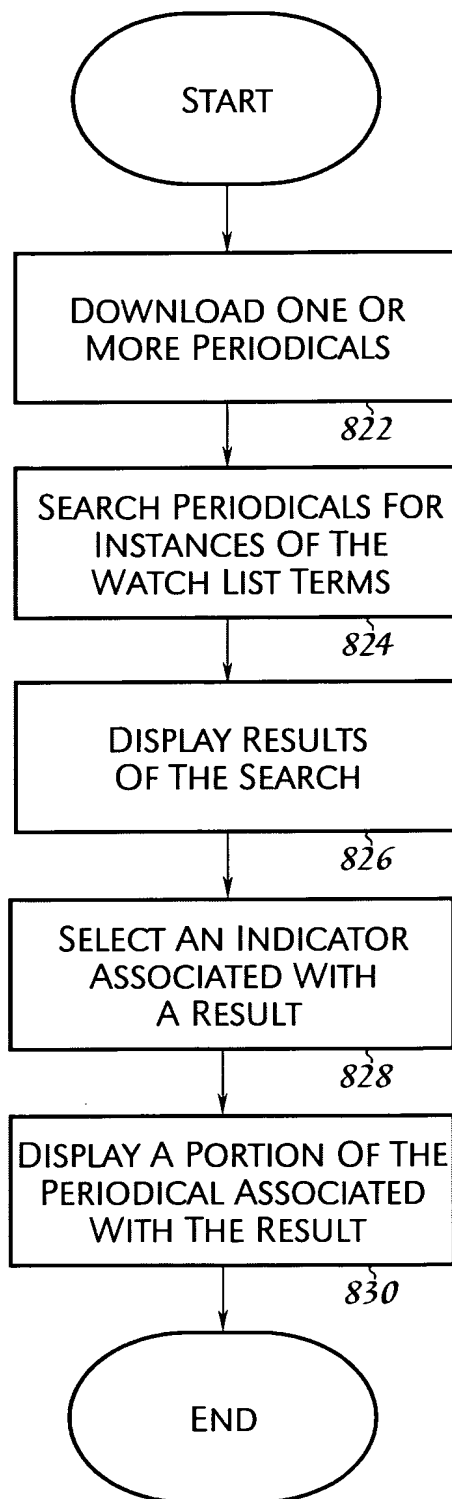 START
DOWNLOAD ONE OR
MORE PERIODICALS
822
SEARCH PERIODICALS FOR
INSTANCES OF THE
WATCH LIST TERMS
824
DISPLAY RESULTS
OF THE SEARCH
826
SELECT AN INDICATOR
ASSOCIATED WITH
A RESULT
828
DISPLAY A PORTION OF THE
PERIODICAL ASSOCIATED
WITH THE RESULT
830
END